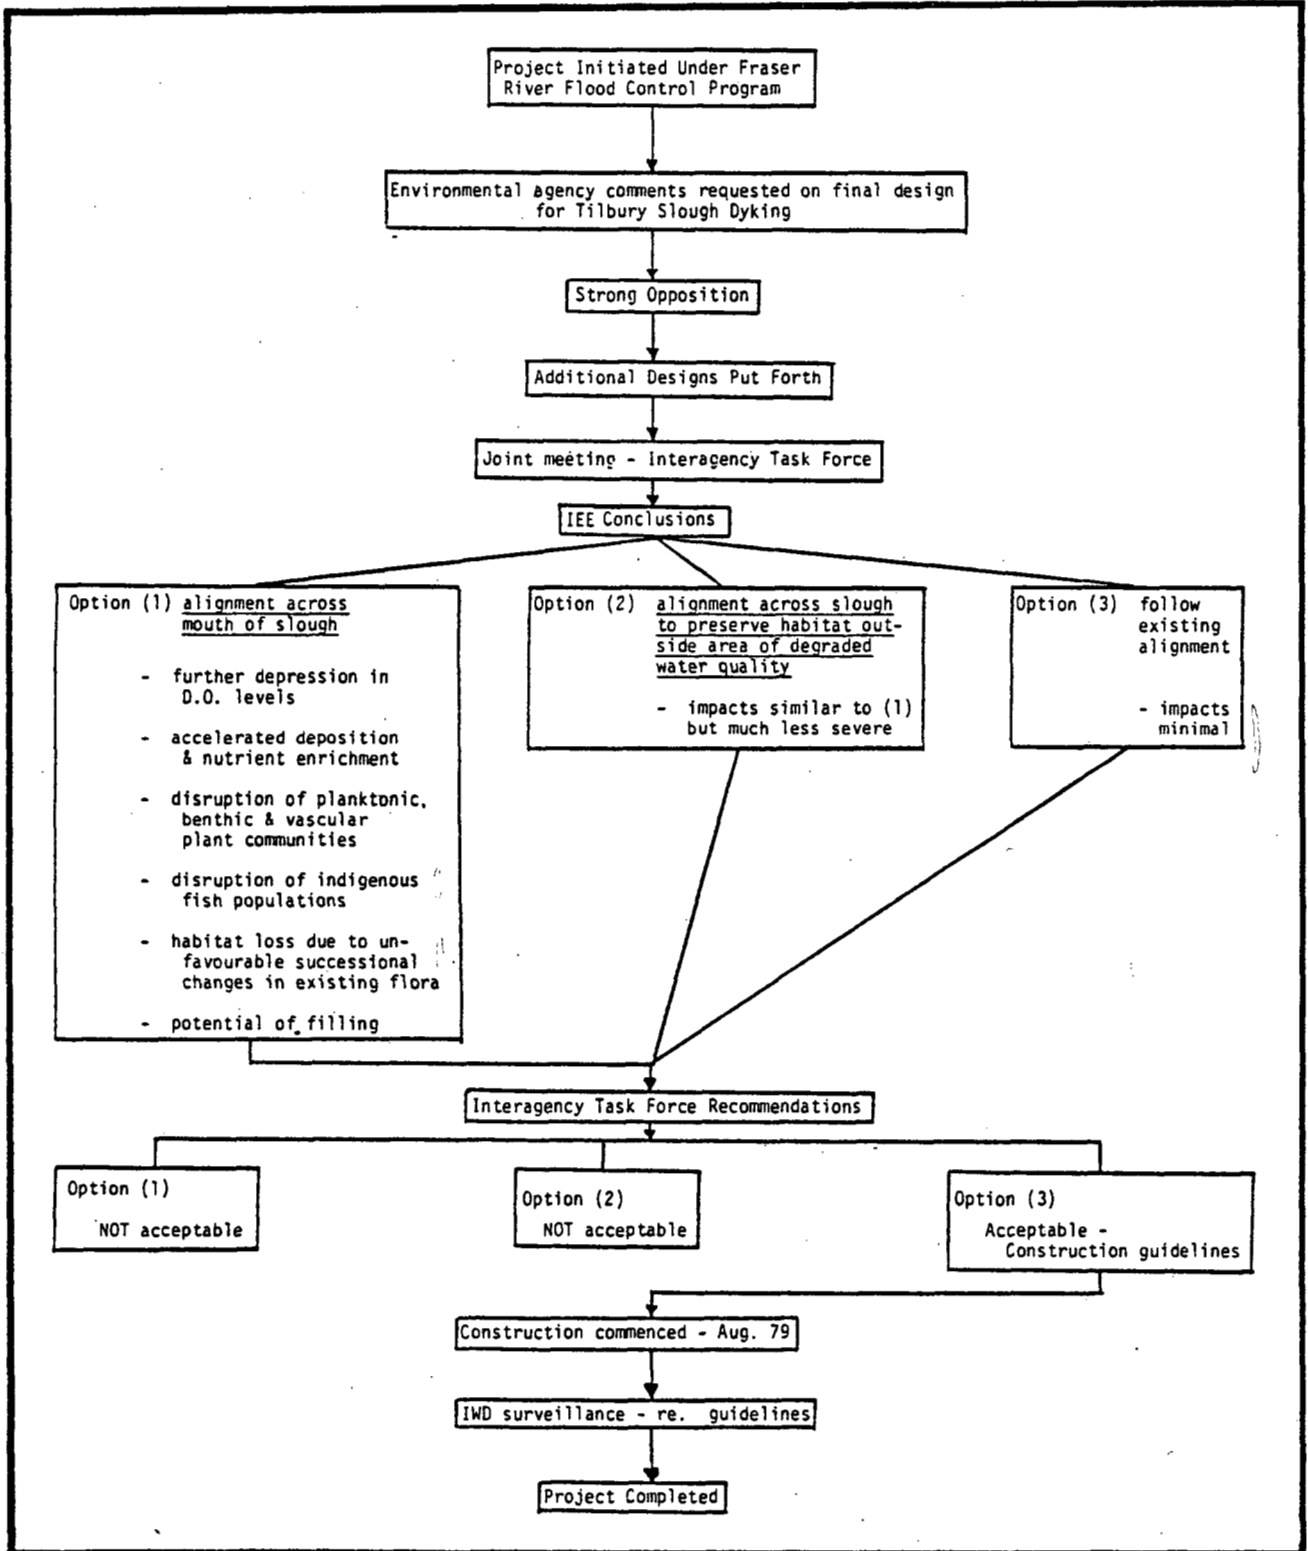 Project Initiated Under Fraser
River Flood Control Program
Environmental agency comments requested on final design
for Tilbury Slough Dyking
Strong Opposition
Additional Designs Put Forth
Joint meeting - Interagency Task Force
IEE Conclusions
Option (1) alignment across
mouth of slough
- further depression in
D.O. levels
- accelerated deposition
& nutrient enrichment
- disruption of planktonic,
benthic & vascular
plant communities
- disruption of indigenous
fish populations
- habitat loss due to un-
favourable successional
changes in existing flora
- potential of filling
Option (2) alignment across slough
to preserve habitat out-
side area of degraded
water quality
- impacts similar to (1)
but much less severe
Option (3) follow
existing
alignment
- impacts
minimal
Interagency Task Force Recommendations
Option (1)
NOT acceptable
Option (2)
NOT acceptable
Option (3)
Acceptable -
Construction guidelines
Construction commenced - Aug. 79
IWD surveillance - re. guidelines
Project Completed